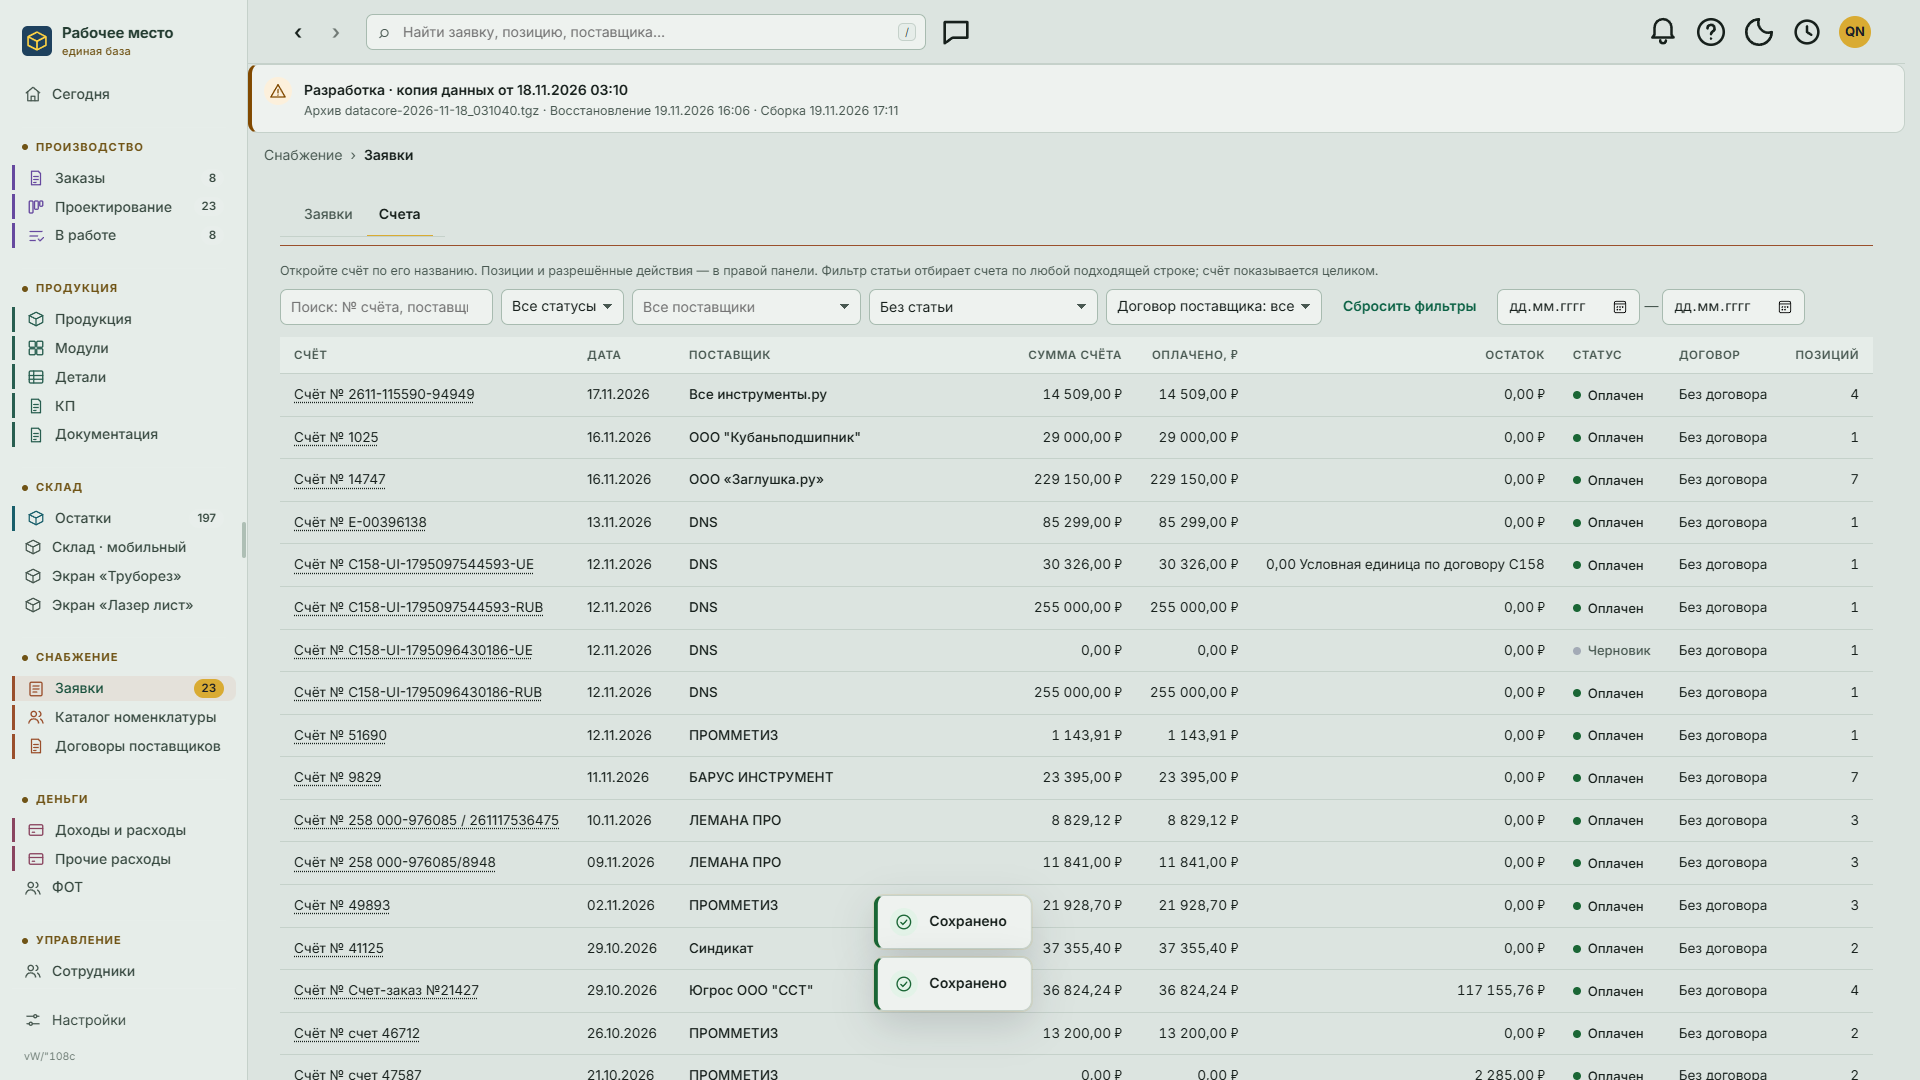 Рабочее место
единая база
Сегодня
ПРОИЗВОДСТВО
Заказы 8
Проектирование 23
В работе 8
ПРОДУКЦИЯ
Продукция
Модули
Детали
КП
Документация
СКЛАД
Остатки 197
Склад · мобильный
Экран «Труборез»
Экран «Лазер лист»
СНАБЖЕНИЕ
Заявки 23
Каталог номенклатуры
Договоры поставщиков
ДЕНЬГИ
Доходы и расходы
Прочие расходы
ФОТ
УПРАВЛЕНИЕ
Сотрудники
Настройки
vW/"108c
Найти заявку, позицию, поставщика... /
QN
Разработка · копия данных от 18.11.2026 03:10
Архив datacore-2026-11-18_031040.tgz · Восстановление 19.11.2026 16:06 · Сборка 19.11.2026 17:11
Снабжение › Заявки
Заявки Счета
Откройте счёт по его названию. Позиции и разрешённые действия — в правой панели. Фильтр статьи отбирает счета по любой подходящей строке; счёт показывается целиком.
Поиск: № счёта, поставщ Все статусы Все поставщики Без статьи Договор поставщика: все Сбросить фильтры дд.мм.гггг — дд.мм.гггг
СЧЁТ ДАТА ПОСТАВЩИК СУММА СЧЁТА ОПЛАЧЕНО, ₽ ОСТАТОК СТАТУС ДОГОВОР ПОЗИЦИЙ
Счёт № 2611-115590-94949 17.11.2026 Все инструменты.ру 14 509,00 ₽ 14 509,00 ₽ 0,00 ₽ Оплачен Без договора 4
Счёт № 1025 16.11.2026 ООО "Кубаньподшипник" 29 000,00 ₽ 29 000,00 ₽ 0,00 ₽ Оплачен Без договора 1
Счёт № 14747 16.11.2026 ООО «Заглушка.ру» 229 150,00 ₽ 229 150,00 ₽ 0,00 ₽ Оплачен Без договора 7
Счёт № Е-00396138 13.11.2026 DNS 85 299,00 ₽ 85 299,00 ₽ 0,00 ₽ Оплачен Без договора 1
Счёт № C158-UI-1795097544593-UE 12.11.2026 DNS 30 326,00 ₽ 30 326,00 ₽ 0,00 Условная единица по договору C158 Оплачен Без договора 1
Счёт № C158-UI-1795097544593-RUB 12.11.2026 DNS 255 000,00 ₽ 255 000,00 ₽ 0,00 ₽ Оплачен Без договора 1
Счёт № C158-UI-1795096430186-UE 12.11.2026 DNS 0,00 ₽ 0,00 ₽ 0,00 ₽ Черновик Без договора 1
Счёт № C158-UI-1795096430186-RUB 12.11.2026 DNS 255 000,00 ₽ 255 000,00 ₽ 0,00 ₽ Оплачен Без договора 1
Счёт № 51690 12.11.2026 ПРОММЕТИЗ 1 143,91 ₽ 1 143,91 ₽ 0,00 ₽ Оплачен Без договора 1
Счёт № 9829 11.11.2026 БАРУС ИНСТРУМЕНТ 23 395,00 ₽ 23 395,00 ₽ 0,00 ₽ Оплачен Без договора 7
Счёт № 258 000-976085 / 261117536475 10.11.2026 ЛЕМАНА ПРО 8 829,12 ₽ 8 829,12 ₽ 0,00 ₽ Оплачен Без договора 3
Счёт № 258 000-976085/8948 09.11.2026 ЛЕМАНА ПРО 11 841,00 ₽ 11 841,00 ₽ 0,00 ₽ Оплачен Без договора 3
Счёт № 49893 02.11.2026 ПРОММЕТИЗ 21 928,70 ₽ 21 928,70 ₽ 0,00 ₽ Оплачен Без договора 3
Сохранено
Счёт № 41125 29.10.2026 Синдикат 37 355,40 ₽ 37 355,40 ₽ 0,00 ₽ Оплачен Без договора 2
Сохранено
Счёт № Счет-заказ №21427 29.10.2026 Югрос ООО "ССТ" 36 824,24 ₽ 36 824,24 ₽ 117 155,76 ₽ Оплачен Без договора 4
Счёт № счет 46712 26.10.2026 ПРОММЕТИЗ 13 200,00 ₽ 13 200,00 ₽ 0,00 ₽ Оплачен Без договора 2
Счёт № счет 47587 21.10.2026 ПРОММЕТИЗ 0,00 ₽ 0,00 ₽ 2 285,00 ₽ Оплачен Без договора 2